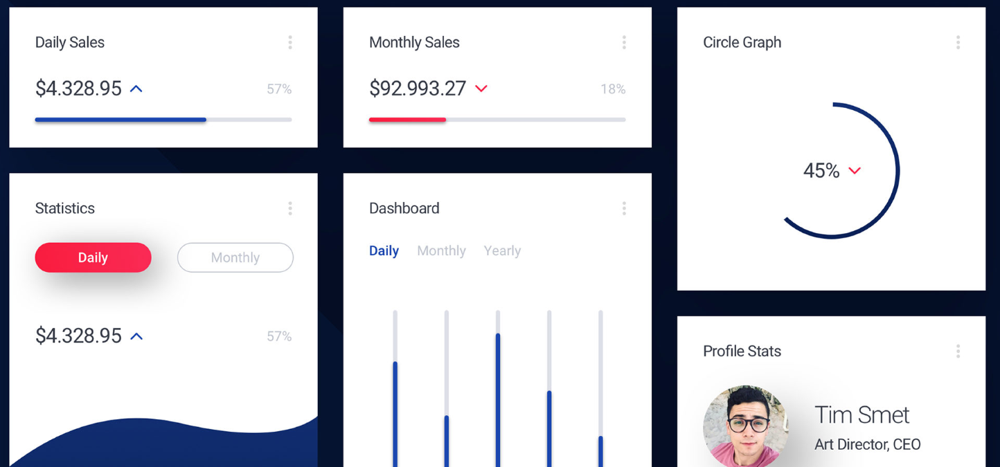 Daily Sales
$4.328.95
57%
Monthly Sales
$92.993.27
18%
Circle Graph
45%
Statistics
Daily
Monthly
$4.328.95
57%
Dashboard
Daily Monthly Yearly
Profile Stats
Tim Smet
Art Director, CEO